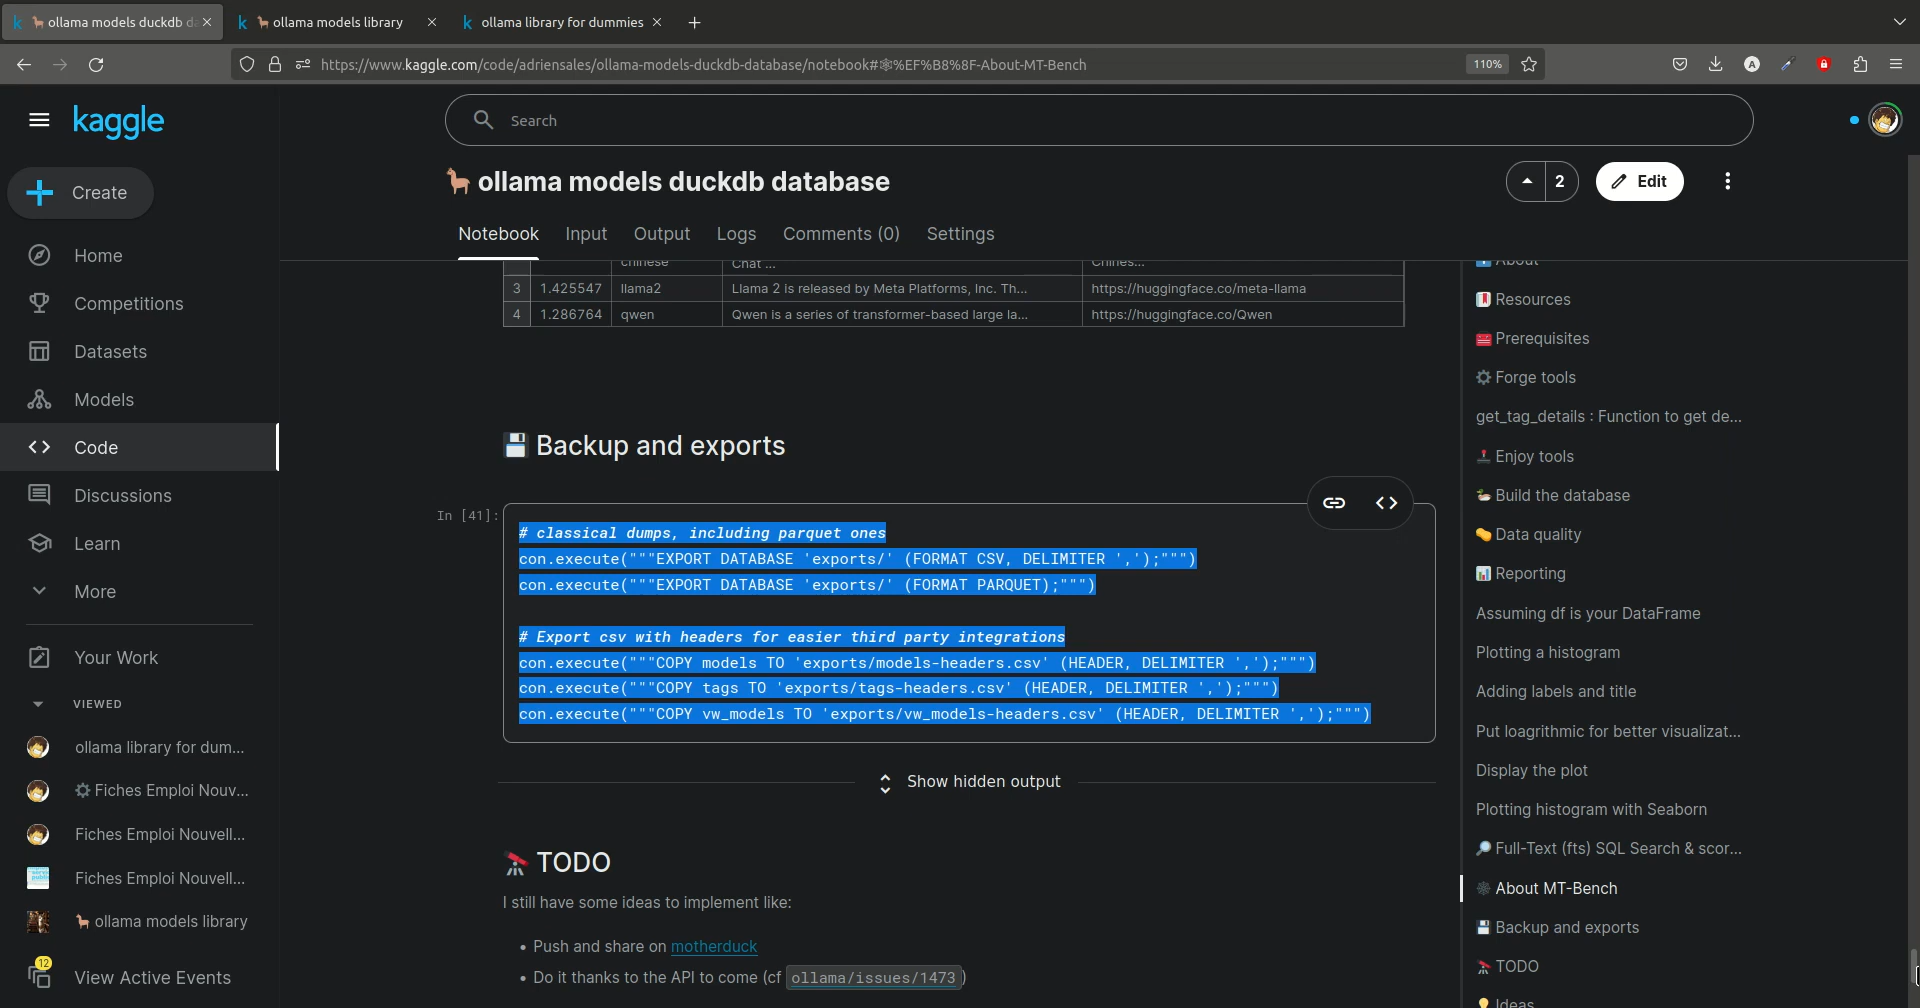 ollama models duckdb da
ollama models library
ollama library for dummies
https://www.kaggle.com/code/adriensales/ollama-models-duckdb-database/notebook#🕸%EF%B8%8F-About-MT-Bench
110%
kaggle
Search
Create
ollama models duckdb database
2
Edit
Notebook
Input
Output
Logs
Comments (0)
Settings
Home
Competitions
Datasets
Models
Code
Discussions
Learn
More
Your Work
VIEWED
ollama library for dum...
Fiches Emploi Nouv...
Fiches Emploi Nouvell...
Fiches Emploi Nouvell...
ollama models library
12
View Active Events
chinese
Chat ...
Chines...
3 1.425547 llama2 Llama 2 is released by Meta Platforms, Inc. Th... https://huggingface.co/meta-llama
4 1.286764 qwen Qwen is a series of transformer-based large la... https://huggingface.co/Qwen
Backup and exports
In [41]:
# classical dumps, including parquet ones
con.execute("""EXPORT DATABASE 'exports/' (FORMAT CSV, DELIMITER ',');""")
con.execute("""EXPORT DATABASE 'exports/' (FORMAT PARQUET);""")
# Export csv with headers for easier third party integrations
con.execute("""COPY models TO 'exports/models-headers.csv' (HEADER, DELIMITER ',');""")
con.execute("""COPY tags TO 'exports/tags-headers.csv' (HEADER, DELIMITER ',');""")
con.execute("""COPY vw_models TO 'exports/vw_models-headers.csv' (HEADER, DELIMITER ',');""")
Show hidden output
TODO
I still have some ideas to implement like:
• Push and share on motherduck
• Do it thanks to the API to come (cf ollama/issues/1473)
About
Resources
Prerequisites
Forge tools
get_tag_details : Function to get de...
Enjoy tools
Build the database
Data quality
Reporting
Assuming df is your DataFrame
Plotting a histogram
Adding labels and title
Put loagrithmic for better visualizat...
Display the plot
Plotting histogram with Seaborn
Full-Text (fts) SQL Search & scor...
About MT-Bench
Backup and exports
TODO
Ideas